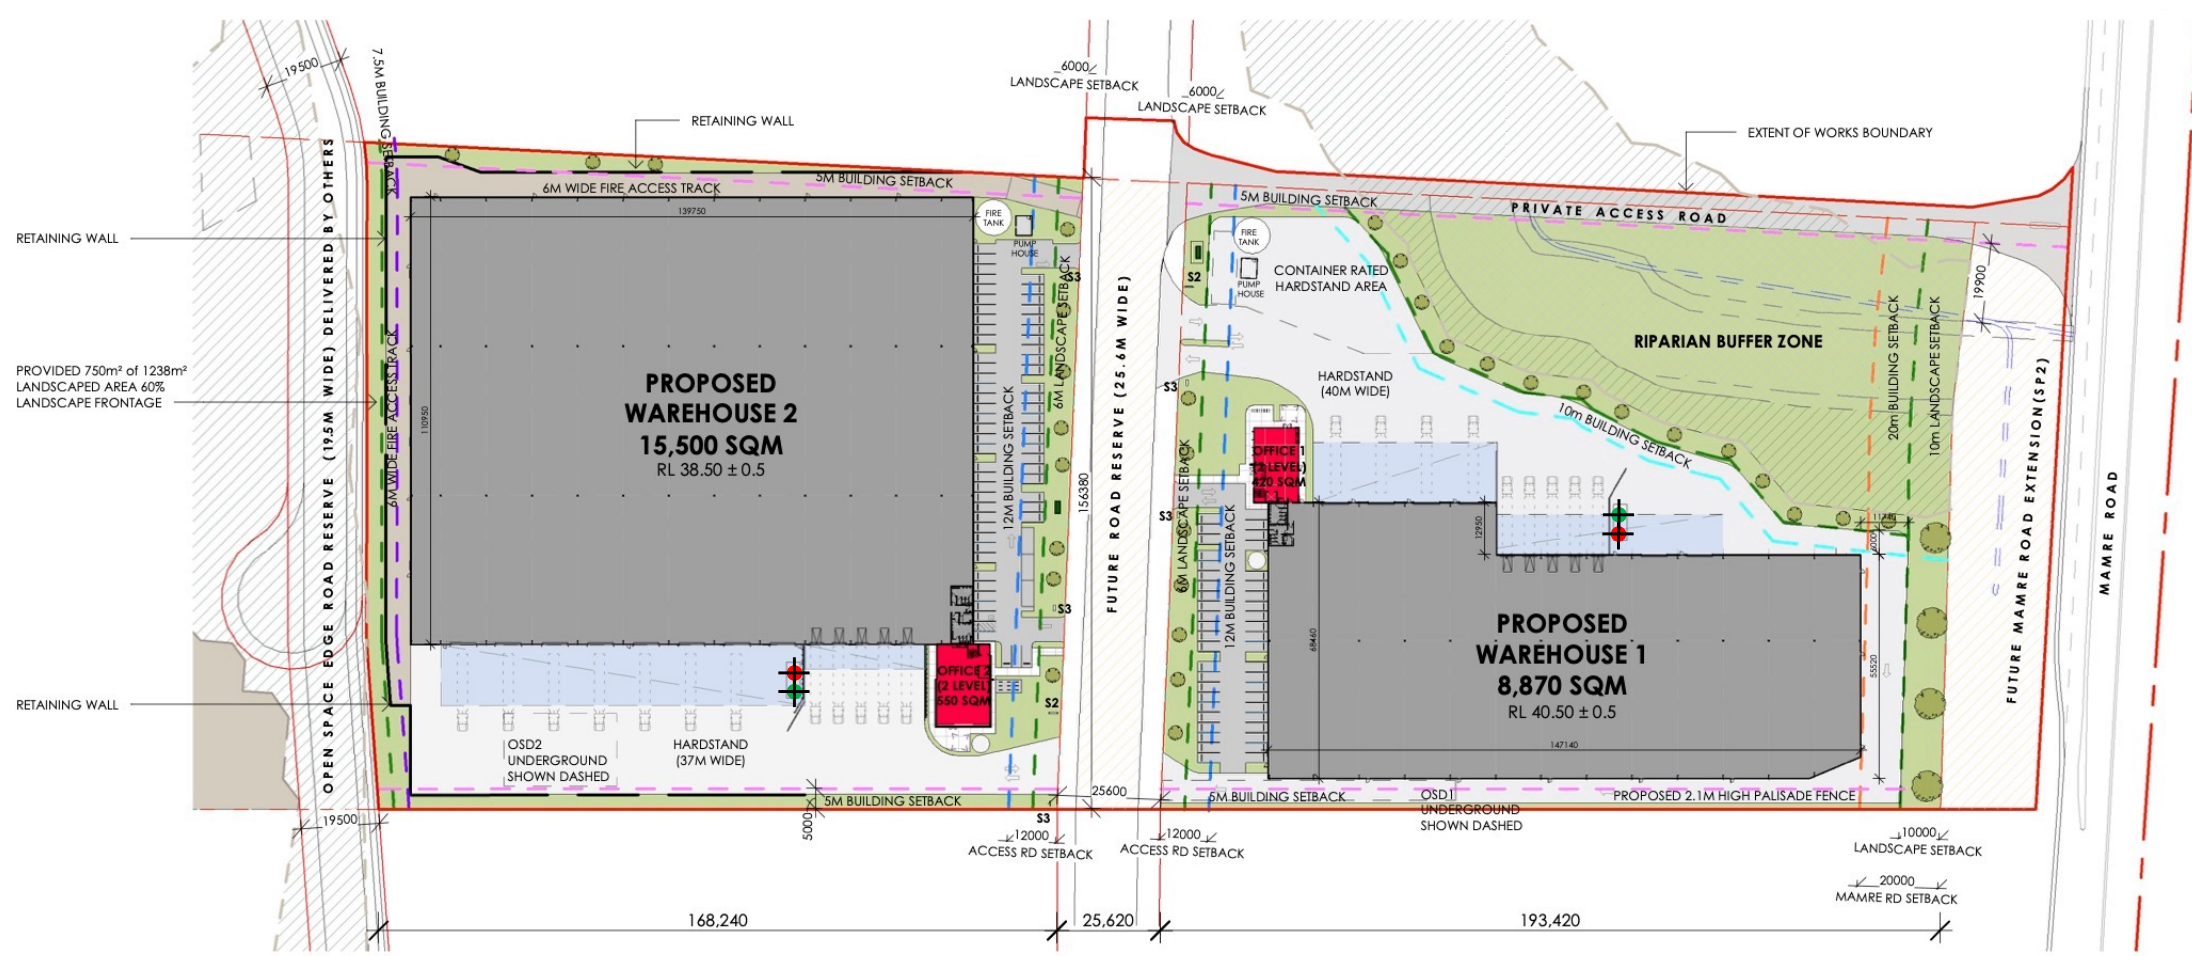 19500
7.5M BUILDING SETBACK
6000
LANDSCAPE SETBACK
6000
LANDSCAPE SETBACK
RETAINING WALL
EXTENT OF WORKS BOUNDARY
5M BUILDING SETBACK
6M WIDE FIRE ACCESS TRACK
139750
5M BUILDING SETBACK
PRIVATE ACCESS ROAD
FIRE
TANK
PUMP
HOUSE
FIRE
TANK
PUMP
HOUSE
RETAINING WALL
S3
S2
CONTAINER RATED
HARDSTAND AREA
19900
OPEN SPACE EDGE ROAD RESERVE (19.5M WIDE) DELIVERED BY OTHERS
6M WIDE FIRE ACCESS TRACK
110950
PROVIDED 750m² of 1238m²
LANDSCAPED AREA 60%
LANDSCAPE FRONTAGE
PROPOSED
WAREHOUSE 2
15,500 SQM
RL 38.50 ± 0.5
12M BUILDING SETBACK
6M LANDSCAPE SETBACK
156380
FUTURE ROAD RESERVE (25.6M WIDE)
S3
S3
6M LANDSCAPE SETBACK
12M BUILDING SETBACK
HARDSTAND
(40M WIDE)
RIPARIAN BUFFER ZONE
20m BUILDING SETBACK
10m LANDSCAPE SETBACK
10m BUILDING SETBACK
OFFICE 1
(2 LEVEL)
420 SQM
12950
68460
PROPOSED
WAREHOUSE 1
8,870 SQM
RL 40.50 ± 0.5
147140
55520
FUTURE MAMRE ROAD EXTENSION(SP2)
MAMRE ROAD
S3
S2
OFFICE 2
(2 LEVEL)
550 SQM
RETAINING WALL
OSD2
UNDERGROUND
SHOWN DASHED
HARDSTAND
(37M WIDE)
5M BUILDING SETBACK
25600
5M BUILDING SETBACK
OSD1
UNDERGROUND
SHOWN DASHED
PROPOSED 2.1M HIGH PALISADE FENCE
19500
5000
S3
12000
ACCESS RD SETBACK
12000
ACCESS RD SETBACK
10000
LANDSCAPE SETBACK
20000
MAMRE RD SETBACK
168,240
25,620
193,420